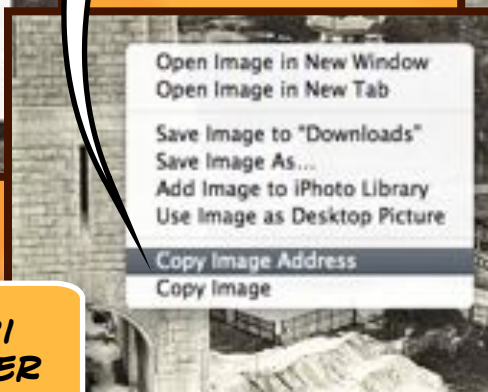 Open Image in New Window
Open Image in New Tab
Save Image to "Downloads"
Save Image As...
Add Image to iPhoto Library
Use Image as Desktop Picture
Copy Image Address
Copy Image